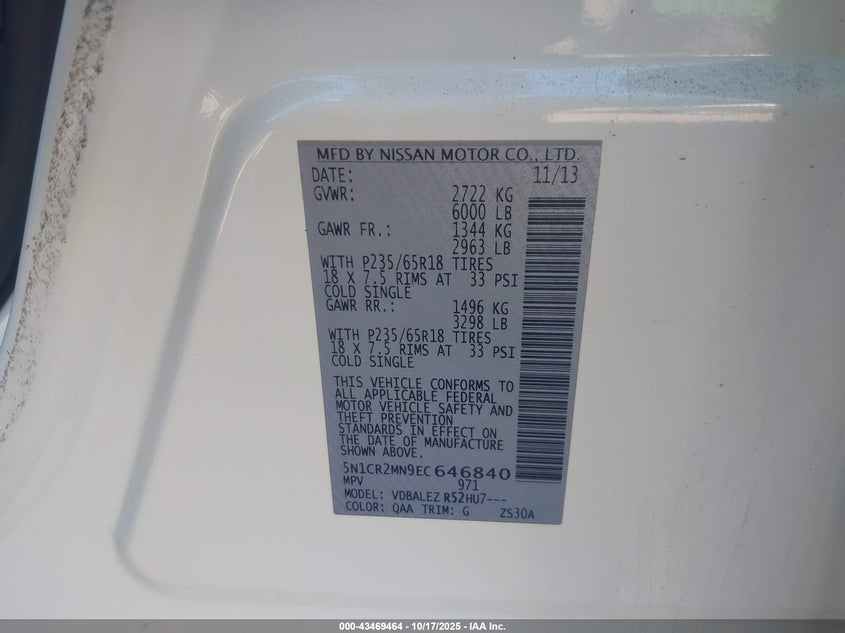 MFD BY NISSAN MOTOR CO., LTD.
DATE: 11/13
GVWR: 2722 KG
6000 LB
GAWR FR.: 1344 KG
2963 LB
WITH P235/65R18 TIRES
18 X 7.5 RIMS AT 33 PSI
COLD SINGLE
GAWR RR.: 1496 KG
3298 LB
WITH P235/65R18 TIRES
18 X 7.5 RIMS AT 33 PSI
COLD SINGLE
THIS VEHICLE CONFORMS TO
ALL APPLICABLE FEDERAL
MOTOR VEHICLE SAFETY AND
THEFT PREVENTION
STANDARDS IN EFFECT ON
THE DATE OF MANUFACTURE
SHOWN ABOVE.
5N1CR2MN9EC646840
MPV 971
MODEL: VDBALEZ R52HU7---
COLOR: QAA TRIM: G ZS30A
000-43469464 - 10/17/2025 - IAA Inc.